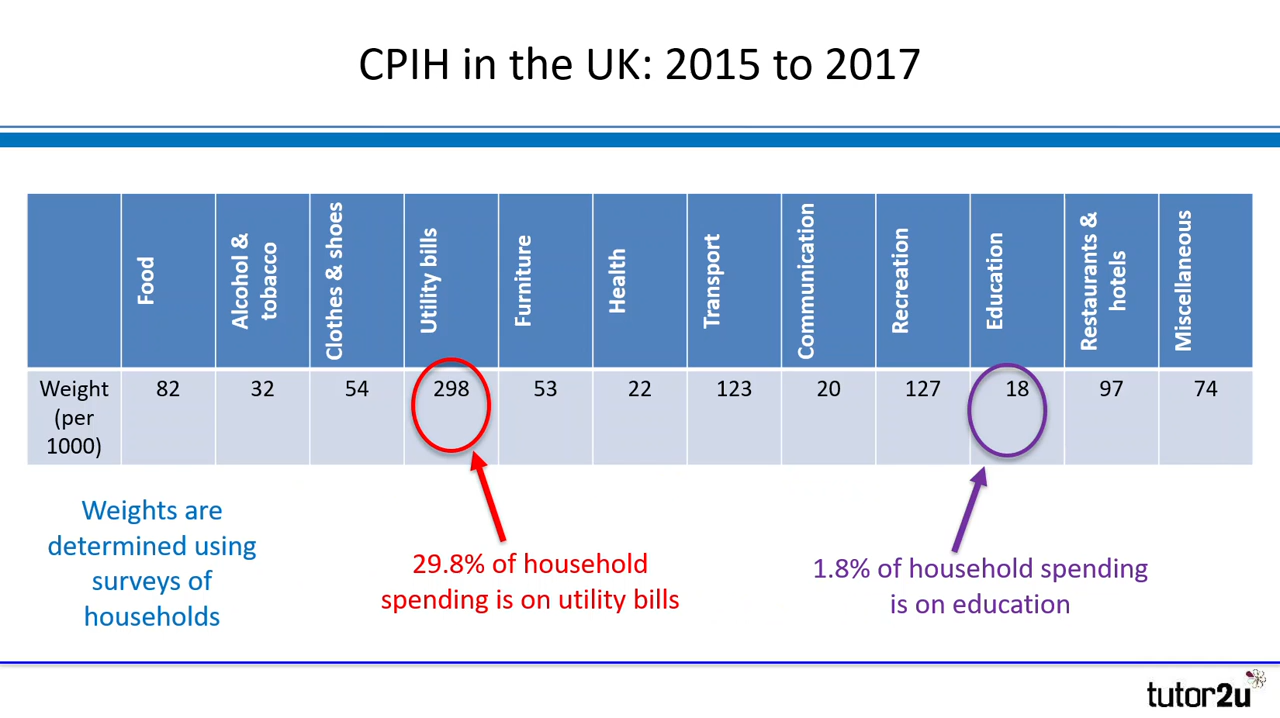 CPIH in the UK: 2015 to 2017
Food
Alcohol &
tobacco
Clothes & shoes
Utility bills
Furniture
Health
Transport
Communication
Recreation
Education
Restaurants &
hotels
Miscellaneous
Weight
(per
1000)
82
32
54
298
53
22
123
20
127
18
97
74
Weights are
determined using
surveys of
households
29.8% of household
spending is on utility bills
1.8% of household spending
is on education
tutor2u